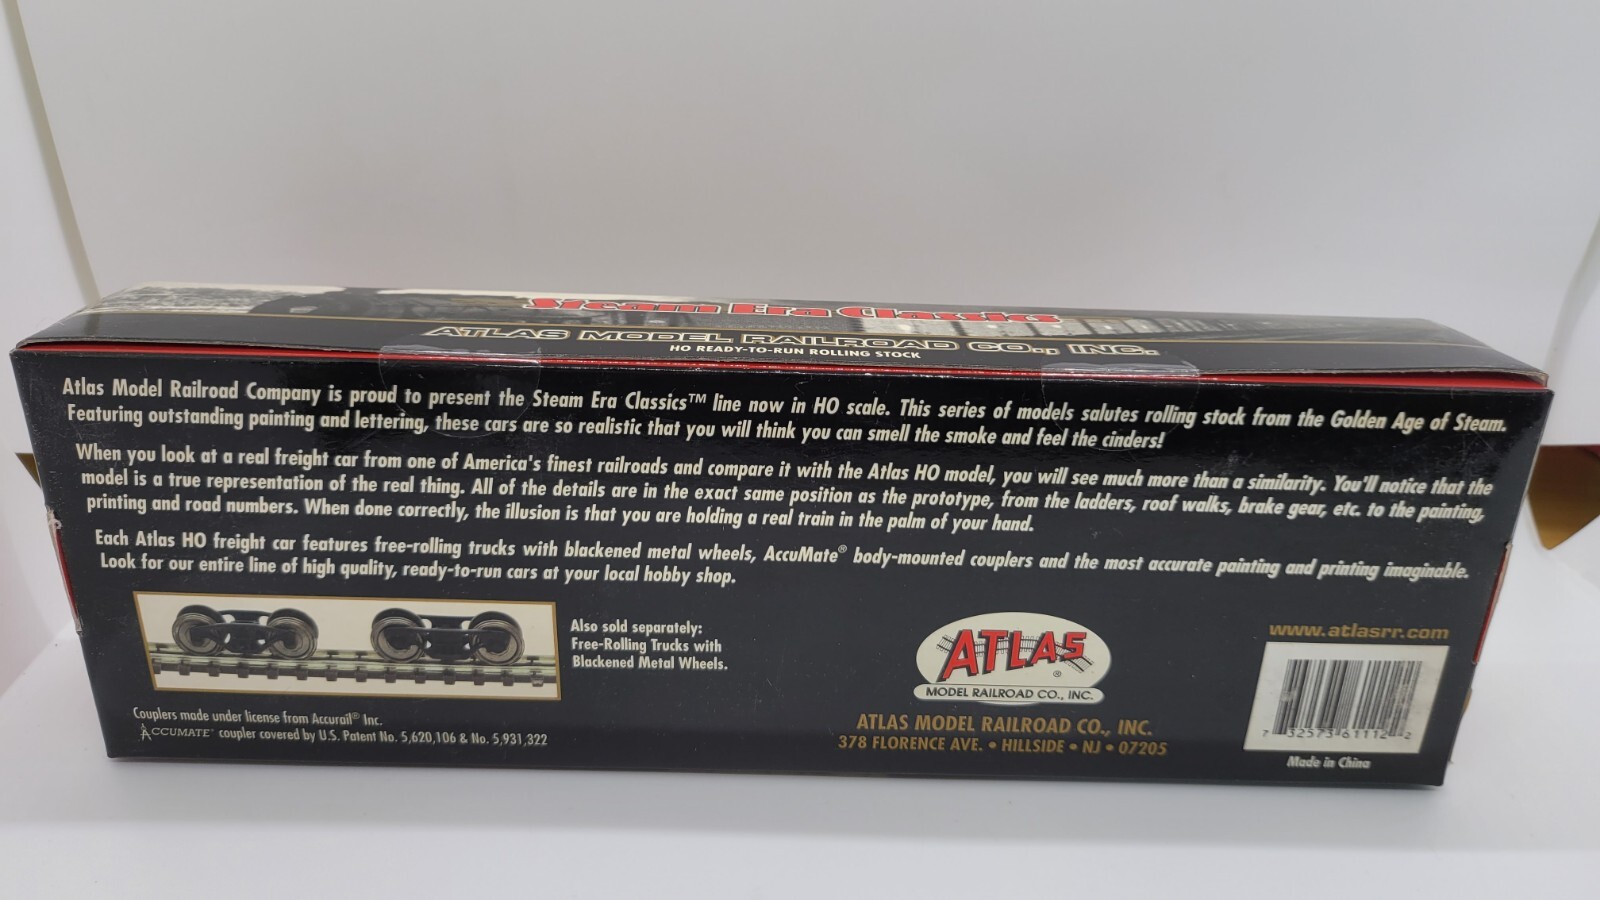 Steam Era Classics
ATLAS MODEL RAILROAD CO., INC.
HO READY-TO-RUN ROLLING STOCK
Atlas Model Railroad Company is proud to present the Steam Era Classics™ line now in HO scale. This series of models salutes rolling stock from the Golden Age of Steam.
Featuring outstanding painting and lettering, these cars are so realistic that you will think you can smell the smoke and feel the cinders!
When you look at a real freight car from one of America's finest railroads and compare it with the Atlas HO model, you will see much more than a similarity. You'll notice that the
model is a true representation of the real thing. All of the details are in the exact same position as the prototype, from the ladders, roof walks, brake gear, etc. to the painting,
printing and road numbers. When done correctly, the illusion is that you are holding a real train in the palm of your hand.
Each Atlas HO freight car features free-rolling trucks with blackened metal wheels, AccuMate® body-mounted couplers and the most accurate painting and printing imaginable.
Look for our entire line of high quality, ready-to-run cars at your local hobby shop.
Also sold separately:
Free-Rolling Trucks with
Blackened Metal Wheels.
Couplers made under license from Accurail® Inc.
ACCUMATE® coupler covered by U.S. Patent No. 5,620,106 & No. 5,931,322
ATLAS®
MODEL RAILROAD CO., INC.
ATLAS MODEL RAILROAD CO., INC.
378 FLORENCE AVE. • HILLSIDE • NJ • 07205
www.atlasrr.com
7 32573 61112 2
Made in China